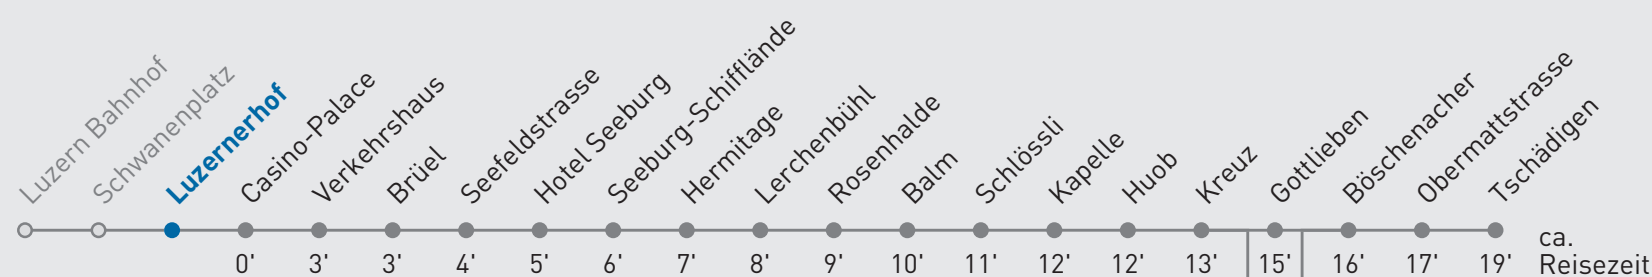 Luzern Bahnhof
Schwanenplatz
Luzernerhof
Casino-Palace
Verkehrshaus
Brüel
Seefeldstrasse
Hotel Seeburg
Seeburg-Schifflände
Hermitage
Lerchenbühl
Rosenhalde
Balm
Schlössli
Kapelle
Huob
Kreuz
Gottlieben
Böschenacher
Obermattstrasse
Tschädigen
0' 3' 3' 4' 5' 6' 7' 8' 9' 10' 11' 12' 12' 13' 15' 16' 17' 19'
ca.
Reisezeit